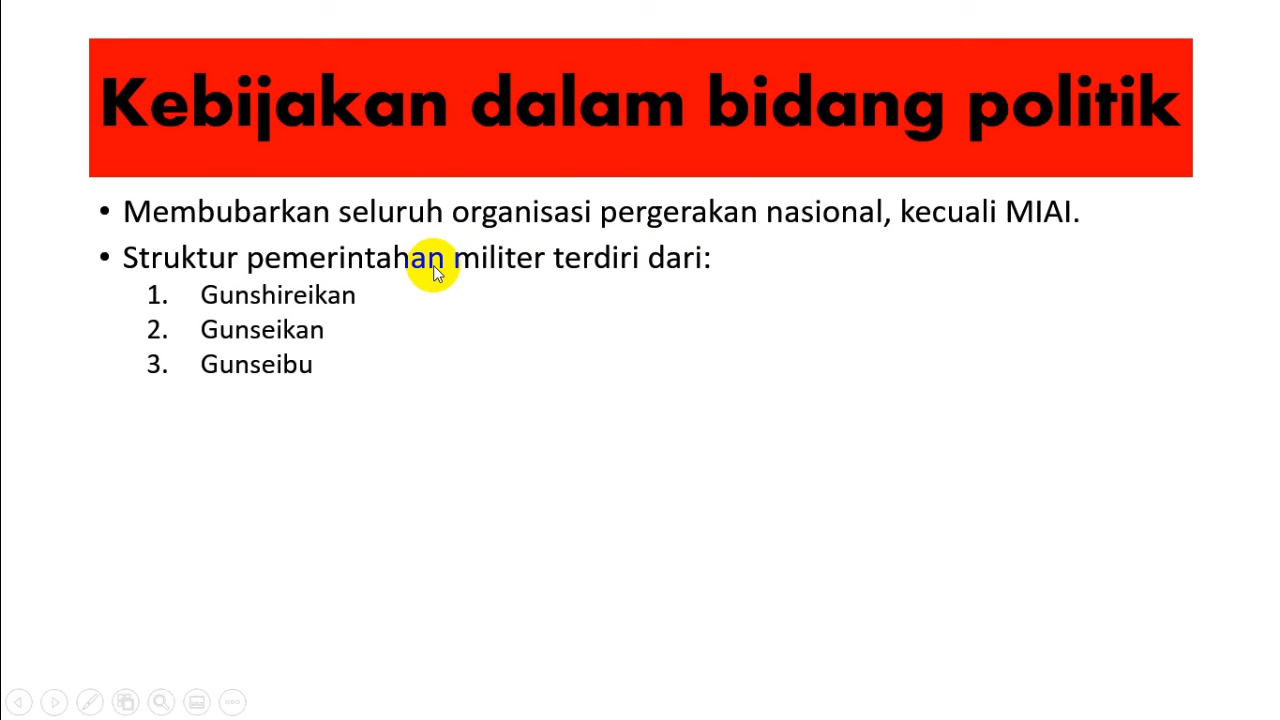 Kebijakan dalam bidang politik
• Membubarkan seluruh organisasi pergerakan nasional, kecuali MIAI.
• Struktur pemerintahan militer terdiri dari:
1. Gunshireikan
2. Gunseikan
3. Gunseibu